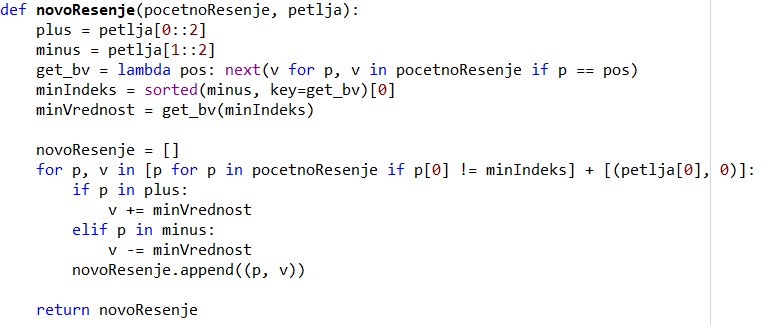 def novoResenje(pocetnoResenje, petlja):
    plus = petlja[0::2]
    minus = petlja[1::2]
    get_bv = lambda pos: next(v for p, v in pocetnoResenje if p == pos)
    minIndeks = sorted(minus, key=get_bv)[0]
    minVrednost = get_bv(minIndeks)

    novoResenje = []
    for p, v in [p for p in pocetnoResenje if p[0] != minIndeks] + [(petlja[0], 0)]:
        if p in plus:
            v += minVrednost
        elif p in minus:
            v -= minVrednost
        novoResenje.append((p, v))

    return novoResenje